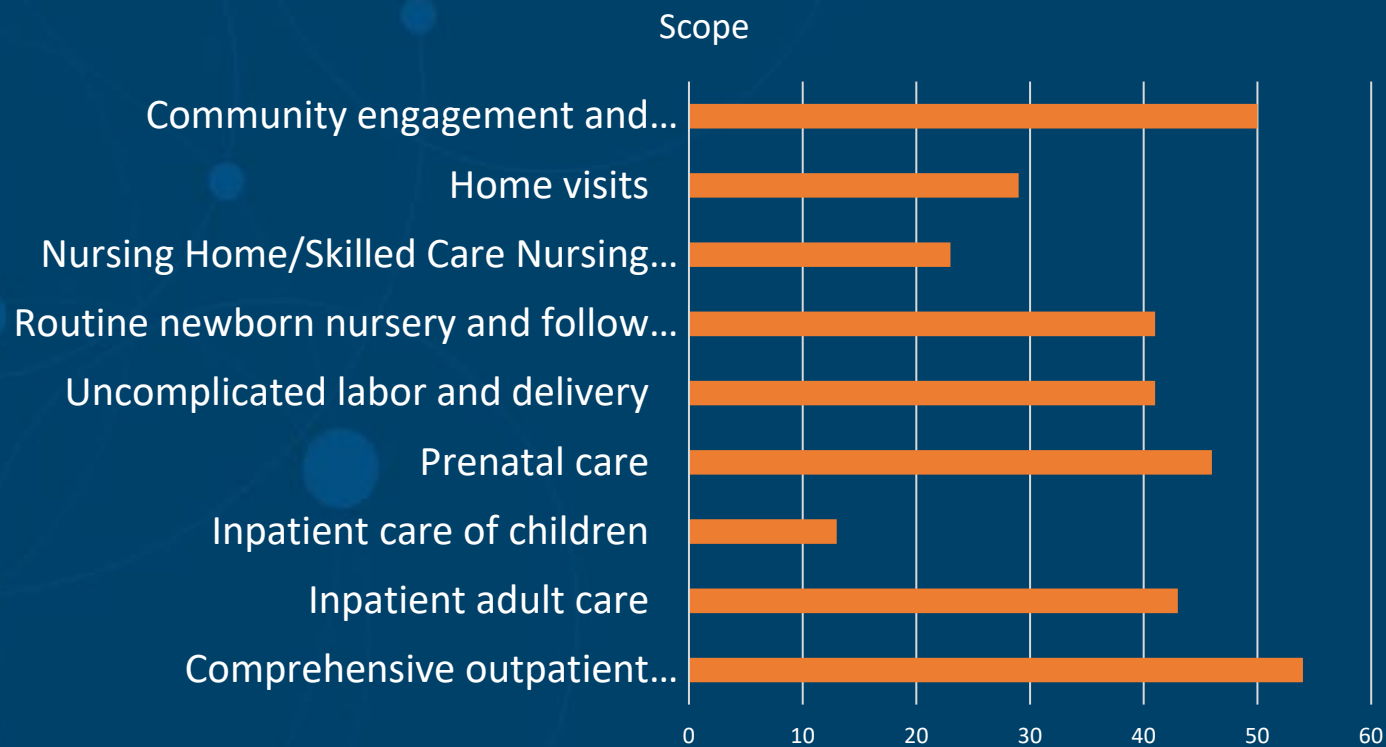 Scope
Community engagement and...
Home visits
Nursing Home/Skilled Care Nursing...
Routine newborn nursery and follow...
Uncomplicated labor and delivery
Prenatal care
Inpatient care of children
Inpatient adult care
Comprehensive outpatient...
0 10 20 30 40 50 60